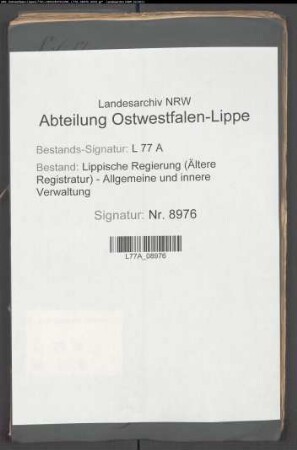 Landesarchiv NRW
Abteilung Ostwestfalen-Lippe
Bestands-Signatur: L 77 A
Bestand: Lippische Regierung (Ältere
Registratur) - Allgemeine und innere
Verwaltung
Signatur: Nr. 8976
L77A_08976